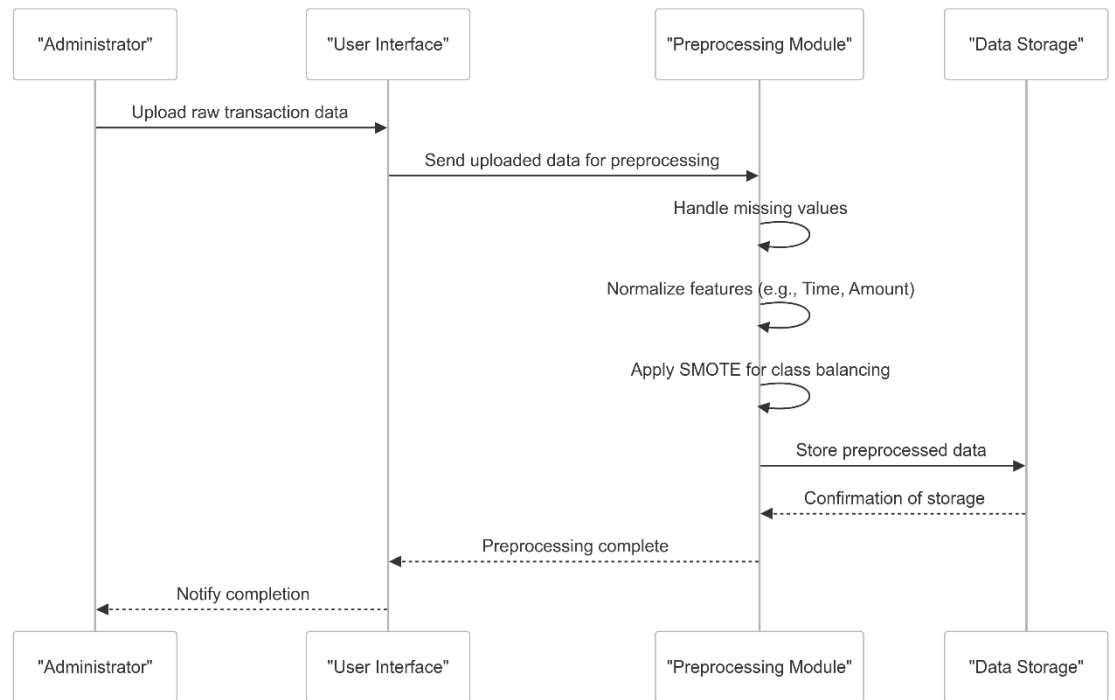 "Administrator"
"User Interface"
"Preprocessing Module"
"Data Storage"
Upload raw transaction data
Send uploaded data for preprocessing
Handle missing values
Normalize features (e.g., Time, Amount)
Apply SMOTE for class balancing
Store preprocessed data
Confirmation of storage
Preprocessing complete
Notify completion
"Administrator"
"User Interface"
"Preprocessing Module"
"Data Storage"